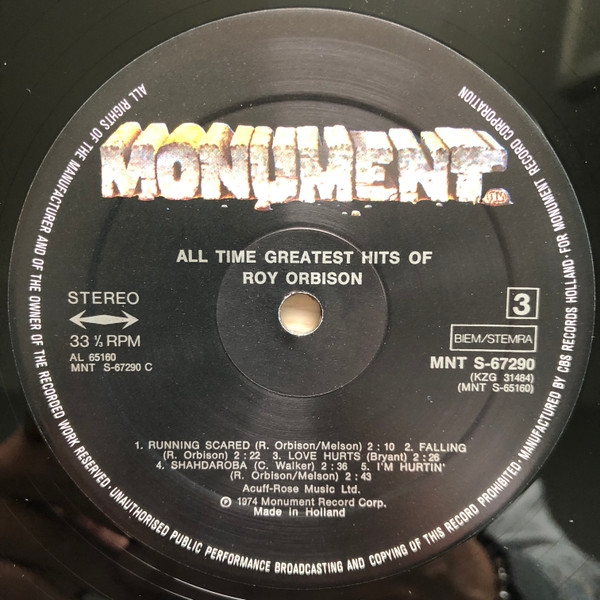 ALL RIGHTS OF THE MANUFACTURER AND OF THE OWNER OF THE RECORDED WORK RESERVED · UNAUTHORISED PUBLIC PERFORMANCE BROADCASTING AND COPYING OF THIS RECORD PROHIBITED · MANUFACTURED BY CBS RECORDS HOLLAND · FOR MONUMENT RECORD CORPORATION
MONUMENT
TM
ALL TIME GREATEST HITS OF
ROY ORBISON
STEREO
33 ⅓ RPM
AL 65160
MNT S-67290 C
3
BIEM/STEMRA
MNT S-67290
(KZG 31484)
(MNT S-65160)
1. RUNNING SCARED (R. Orbison/Melson) 2:10 2. FALLING
(R. Orbison) 2:22 3. LOVE HURTS (Bryant) 2:26
4. SHAHDAROBA (C. Walker) 2:36 5. I'M HURTIN'
(R. Orbison/Melson) 2:43
Acuff-Rose Music Ltd.
℗ 1974 Monument Record Corp.
Made in Holland